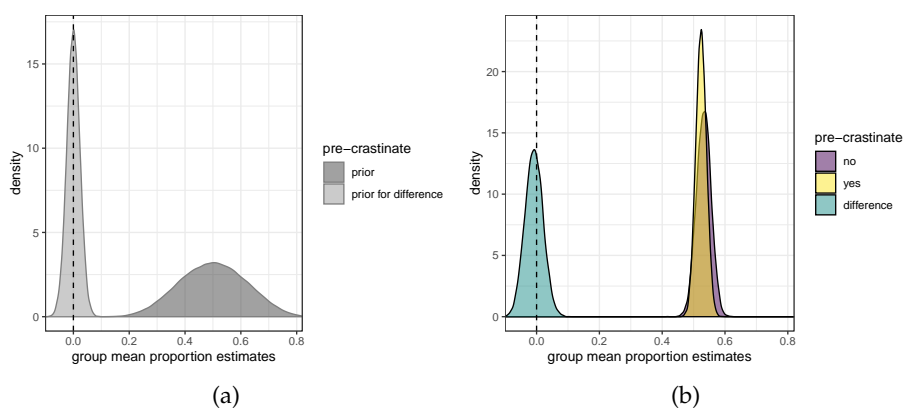 15
10
5
0
density
0.0 0.2 0.4 0.6 0.8
group mean proportion estimates
pre−crastinate
prior
prior for difference
(a)
20
15
10
5
0
density
0.0 0.2 0.4 0.6 0.8
group mean proportion estimates
pre−crastinate
no
yes
difference
(b)